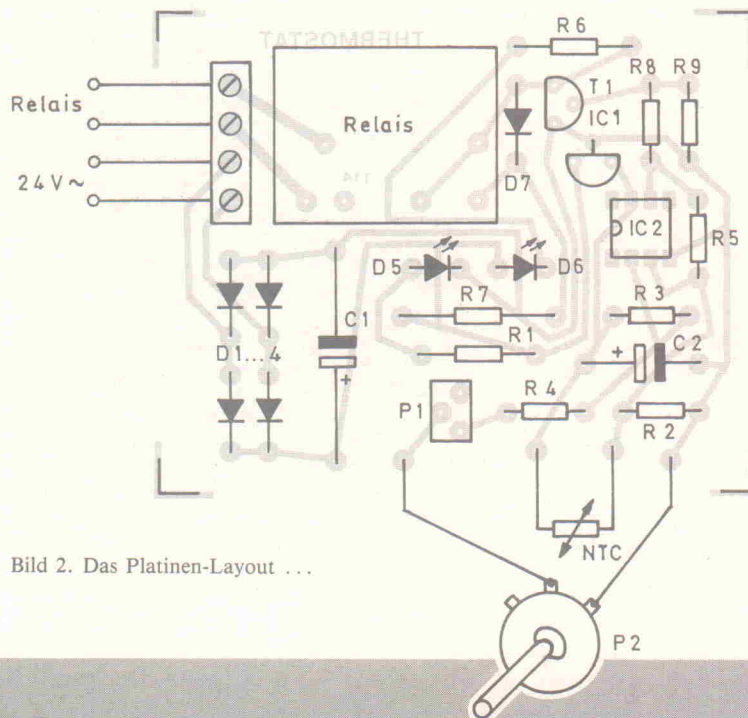 THERMOSTAT
R6
R8 R9
T1
IC1
Relais
Relais
24V~
D7
114
IC2
R5
D5
D6
C1
R7
R3
D1...4
R1
C2
+
+
P1
R4
R2
NTC
Bild 2. Das Platinen-Layout ...
P2